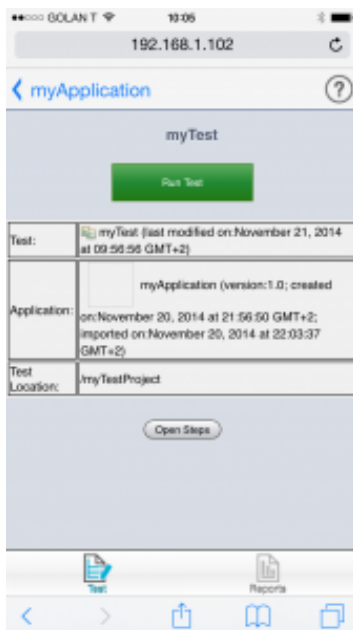 GOLAN T 10:06
192.168.1.102
myApplication ?
myTest
Run Test
Test: myTest (last modified on:November 21, 2014
at 09:56:56 GMT+2)
myApplication (version:1.0; created
Application: on:November 20, 2014 at 21:56:50 GMT+2;
imported on:November 20, 2014 at 22:03:37
GMT+2)
Test
Location: /myTestProject
Open Steps
Test Reports